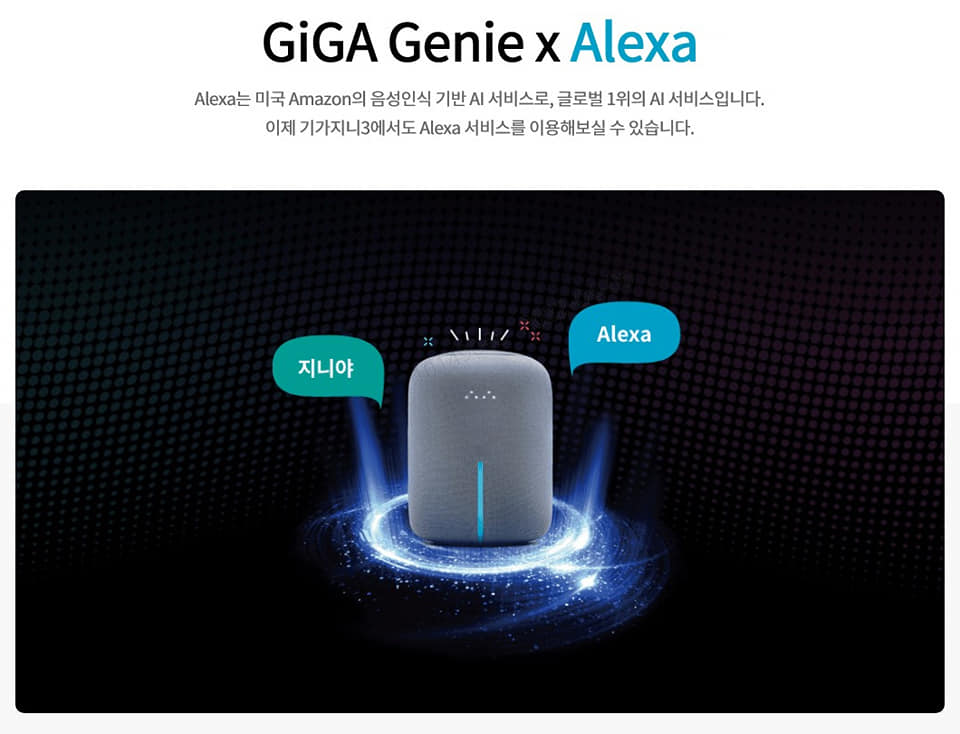 GiGA Genie x Alexa
Alexa는 미국 Amazon의 음성인식 기반 AI 서비스로, 글로벌 1위의 AI 서비스입니다.
이제 기가지니3에서도 Alexa 서비스를 이용해보실 수 있습니다.
Alexa
지니야